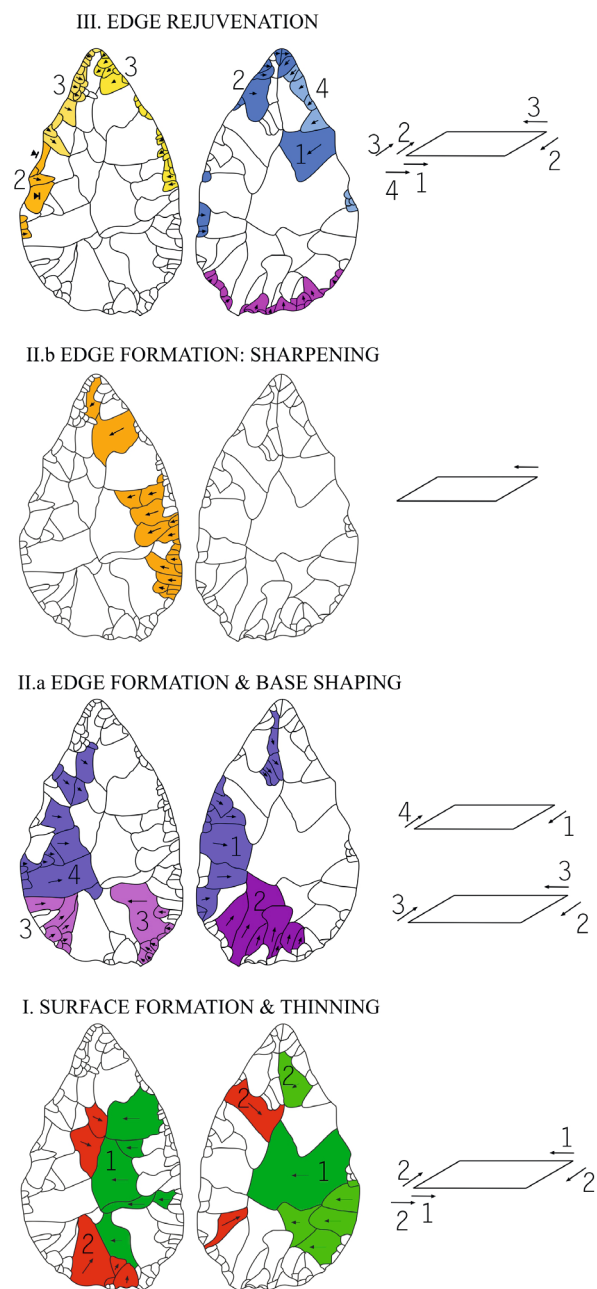 III. EDGE REJUVENATION
3 3 2 4 3
1 3 2 2
2 4 1
II.b EDGE FORMATION: SHARPENING
II.a EDGE FORMATION & BASE SHAPING
4 1
1
4 3
2
3 3 3 2
I. SURFACE FORMATION & THINNING
2
2 1
1 1 2 2
2 2 1